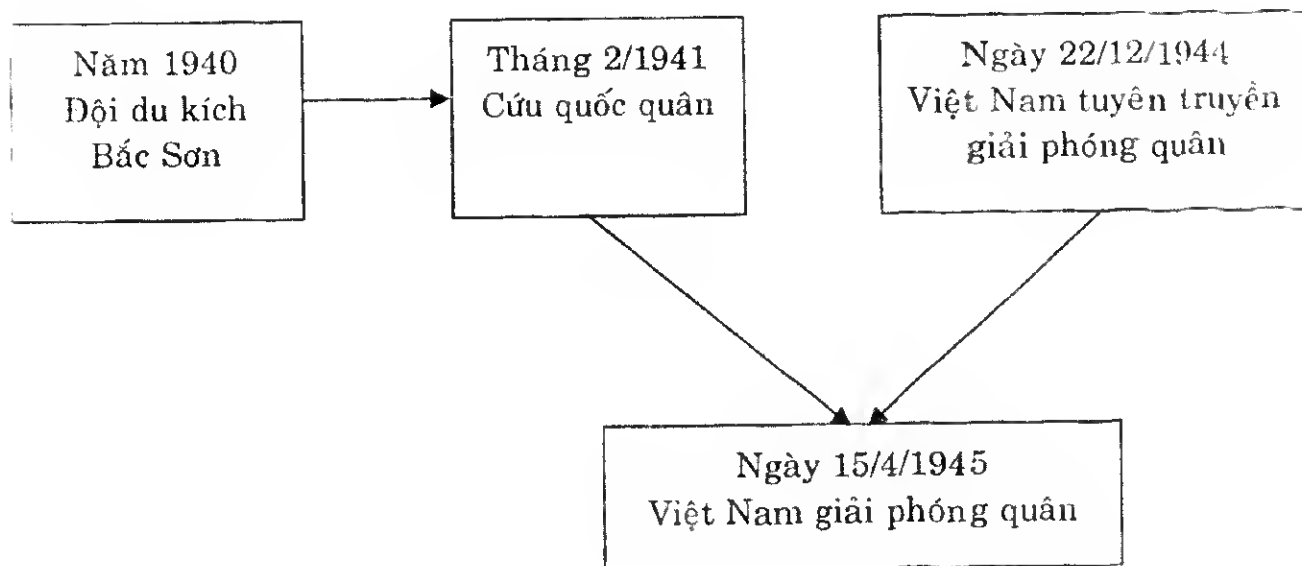 Năm 1940
Đội du kích
Bắc Sơn
Tháng 2/1941
Cứu quốc quân
Ngày 22/12/1944
Việt Nam tuyên truyền
giải phóng quân
Ngày 15/4/1945
Việt Nam giải phóng quân